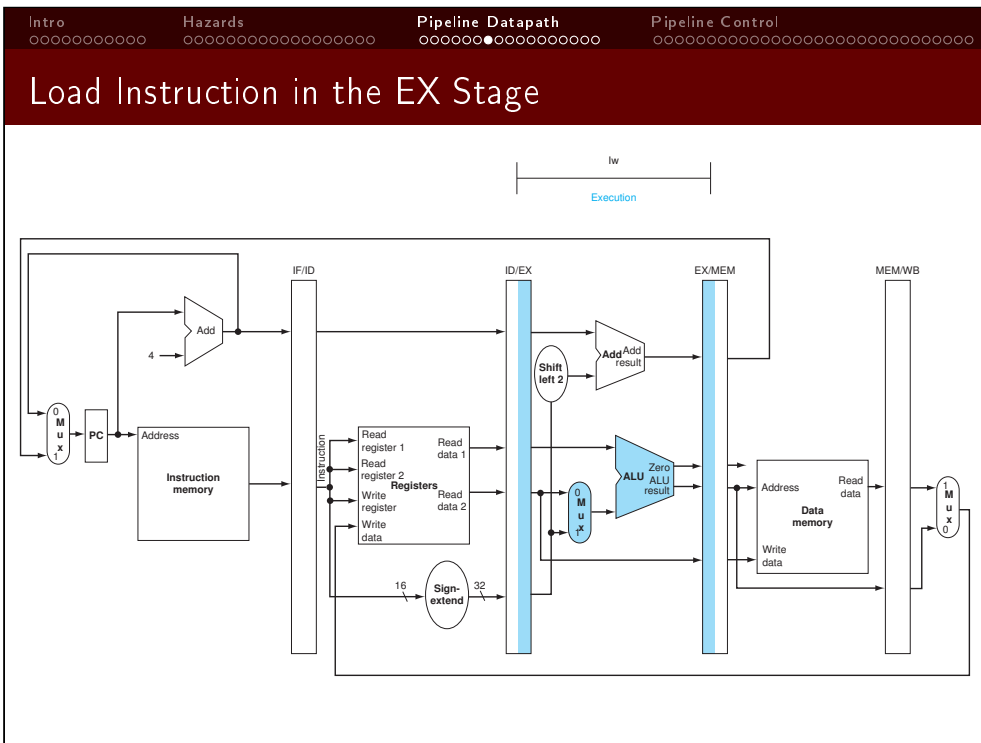 Intro Hazards Pipeline Datapath Pipeline Control
Load Instruction in the EX Stage
lw
Execution
IF/ID
ID/EX
EX/MEM
MEM/WB
Add
4
0
M
u
x
1
PC
Address
Instruction
memory
Instruction
Read
register 1
Read
register 2
Write
register
Write
data
Registers
Read
data 1
Read
data 2
16
Sign-
extend
32
Shift
left 2
Add
Add
result
0
M
u
x
1
ALU
Zero
ALU
result
Address
Write
data
Data
memory
Read
data
1
M
u
x
0